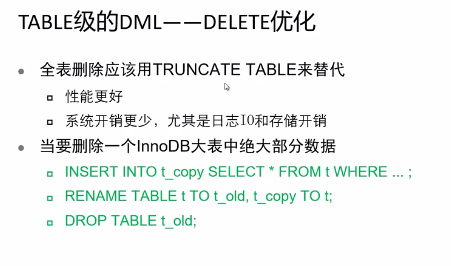 TABLE级的DML——DELETE优化
全表删除应该用TRUNCATE TABLE来替代
性能更好
系统开销更少，尤其是日志IO和存储开销
当要删除一个InnoDB大表中绝大部分数据
INSERT INTO t_copy SELECT * FROM t WHERE ... ;
RENAME TABLE t TO t_old, t_copy TO t;
DROP TABLE t_old;